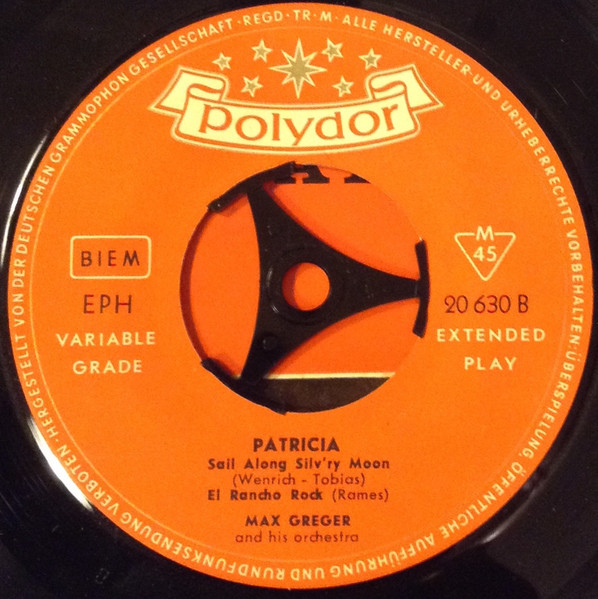 HERGESTELLT VON DER DEUTSCHEN GRAMMOPHON GESELLSCHAFT · REGD · TR · M · ALLE HERSTELLER- UND URHEBERRECHTE VORBEHALTEN · ÜBERSPIELUNG, ÖFFENTLICHE AUFFÜHRUNG UND RUNDFUNKSENDUNG VERBOTEN ·
Polydor
BIEM
M
45
EPH
20 630 B
VARIABLE
GRADE
EXTENDED
PLAY
PATRICIA
Sail Along Silv'ry Moon
(Wenrich - Tobias)
El Rancho Rock (Rames)
MAX GREGER
and his orchestra